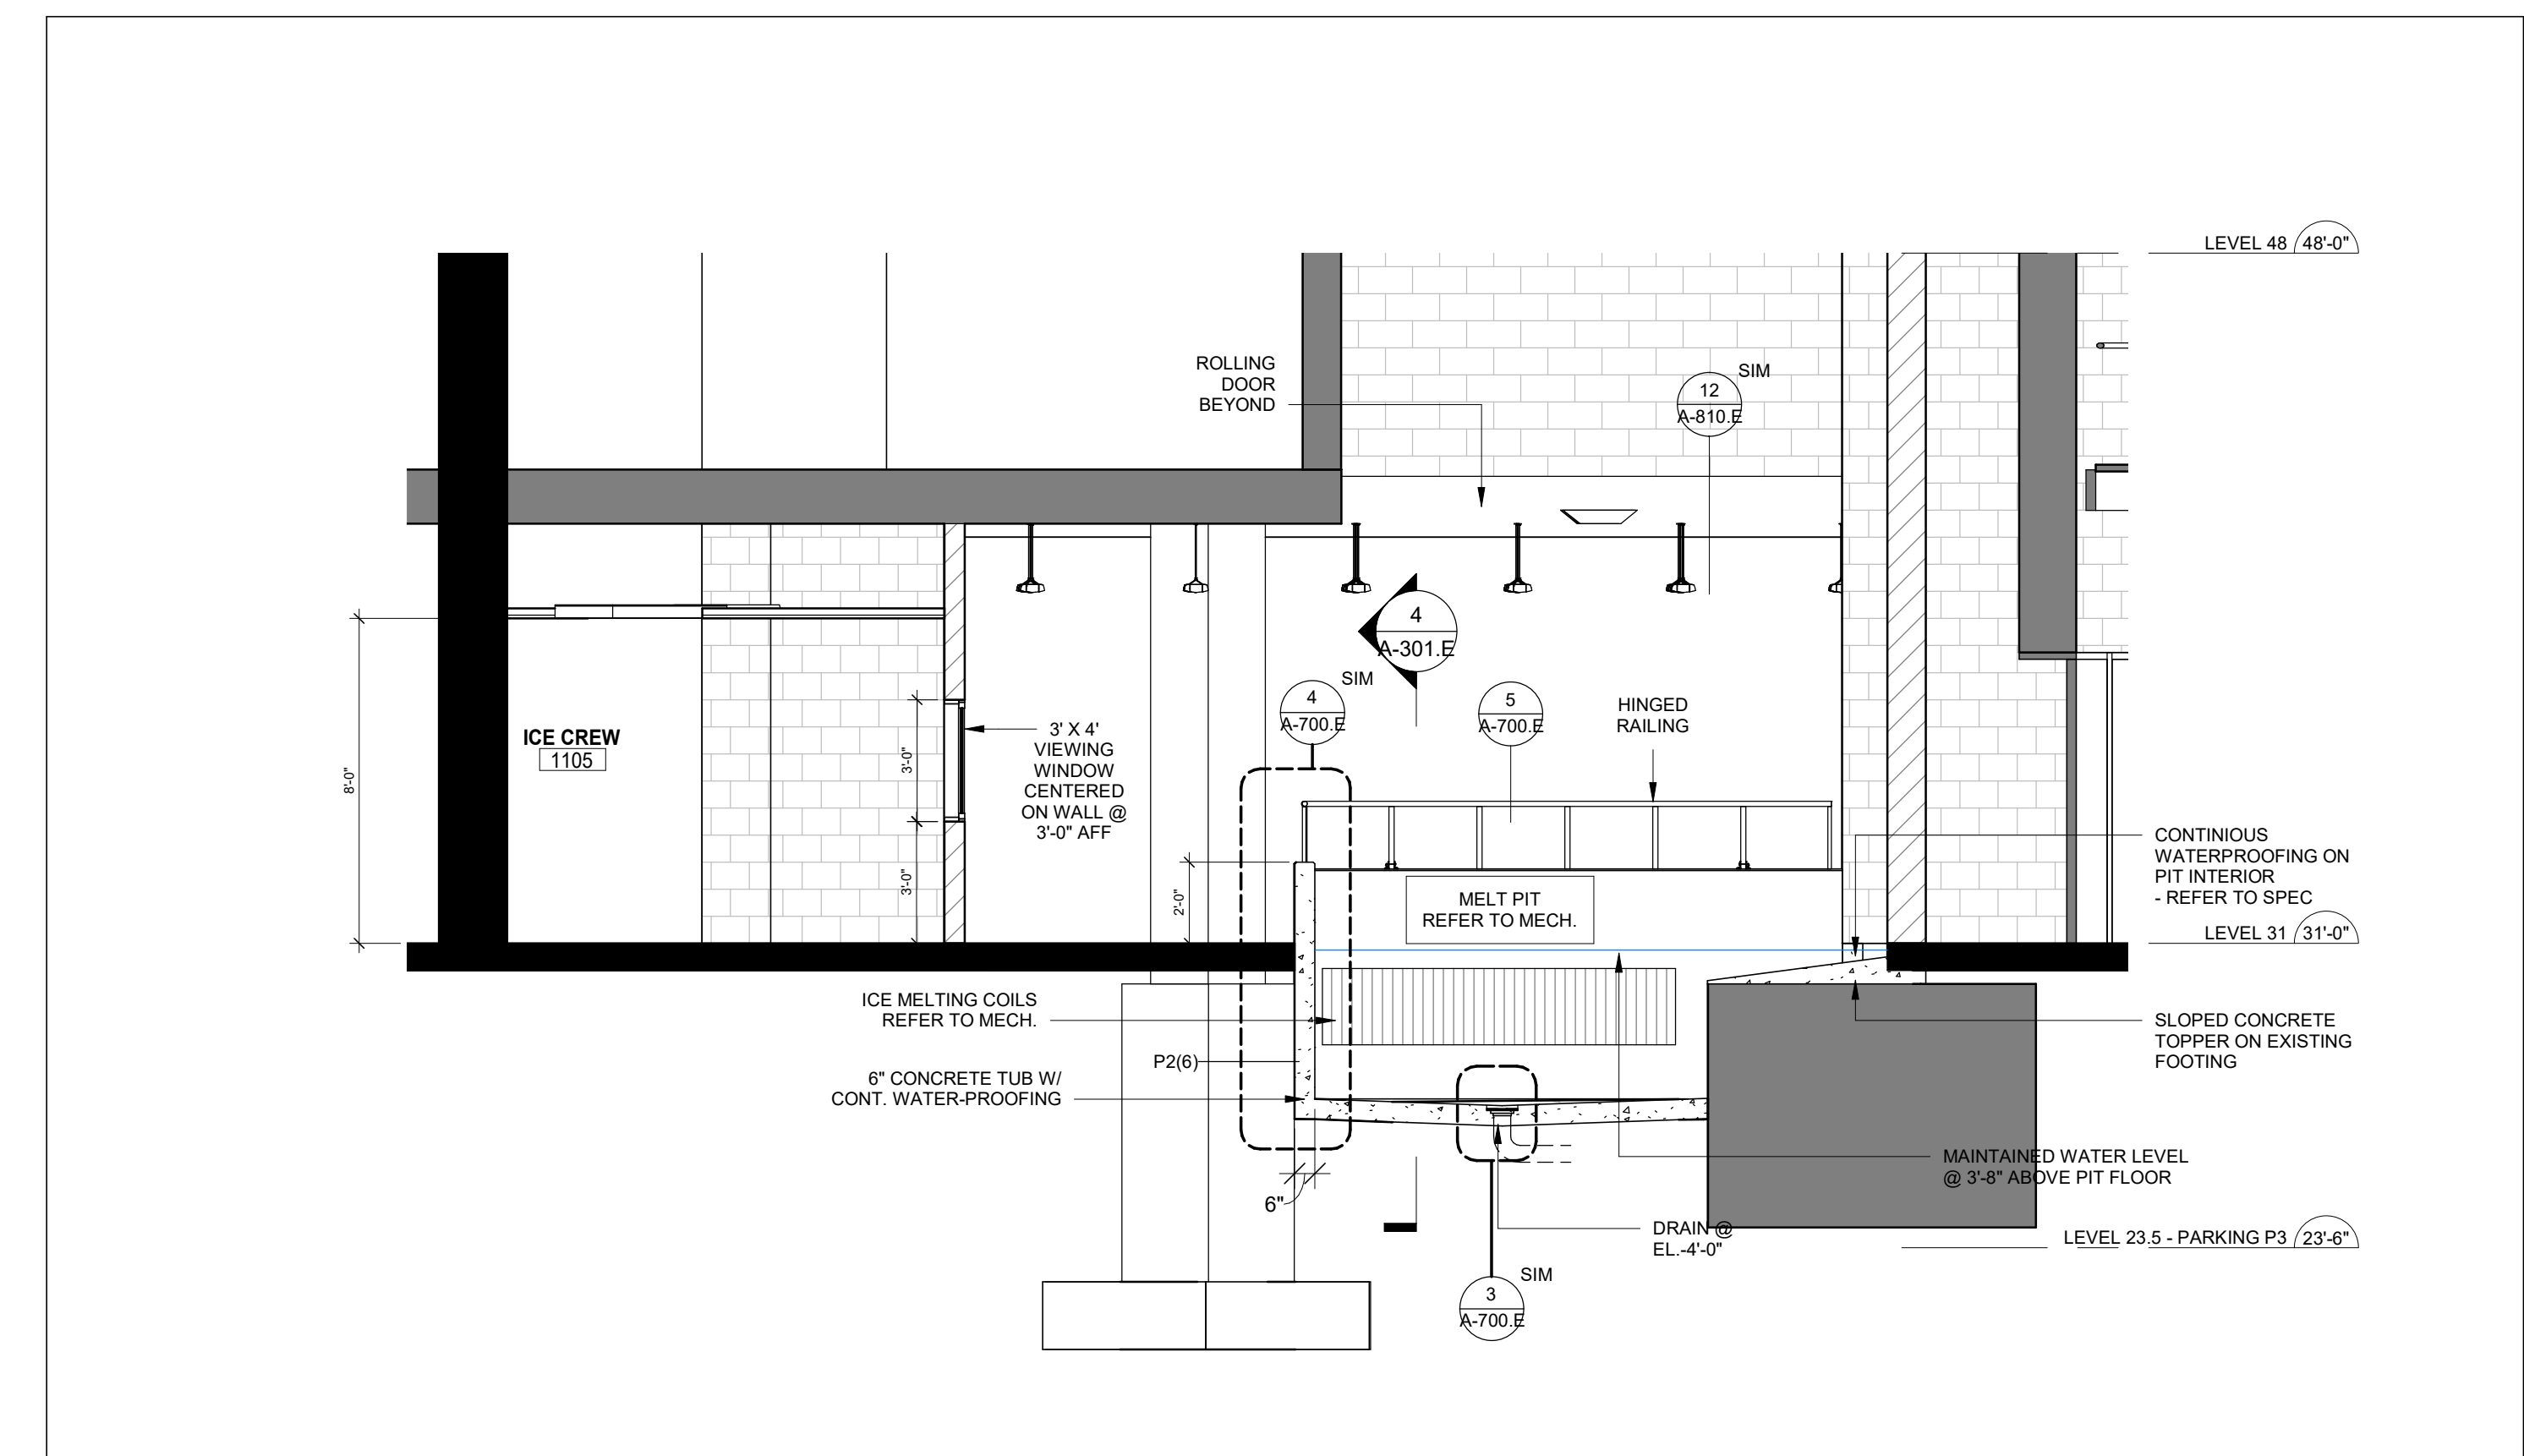 LEVEL 48 48'-0"
ROLLING
DOOR
BEYOND
SIM
12
A-810.E
4
A-301.E
SIM
4
A-700.E
5
A-700.E
HINGED
RAILING
ICE CREW
1105
8'-0"
3'-0"
3'-0"
3' X 4'
VIEWING
WINDOW
CENTERED
ON WALL @
3'-0" AFF
2'-0"
MELT PIT
REFER TO MECH.
CONTINIOUS
WATERPROOFING ON
PIT INTERIOR
- REFER TO SPEC
LEVEL 31 31'-0"
ICE MELTING COILS
REFER TO MECH.
P2(6)
6" CONCRETE TUB W/
CONT. WATER-PROOFING
SLOPED CONCRETE
TOPPER ON EXISTING
FOOTING
MAINTAINED WATER LEVEL
@ 3'-8" ABOVE PIT FLOOR
6"
DRAIN @
EL.-4'-0"
LEVEL 23.5 - PARKING P3 23'-6"
SIM
3
A-700.E